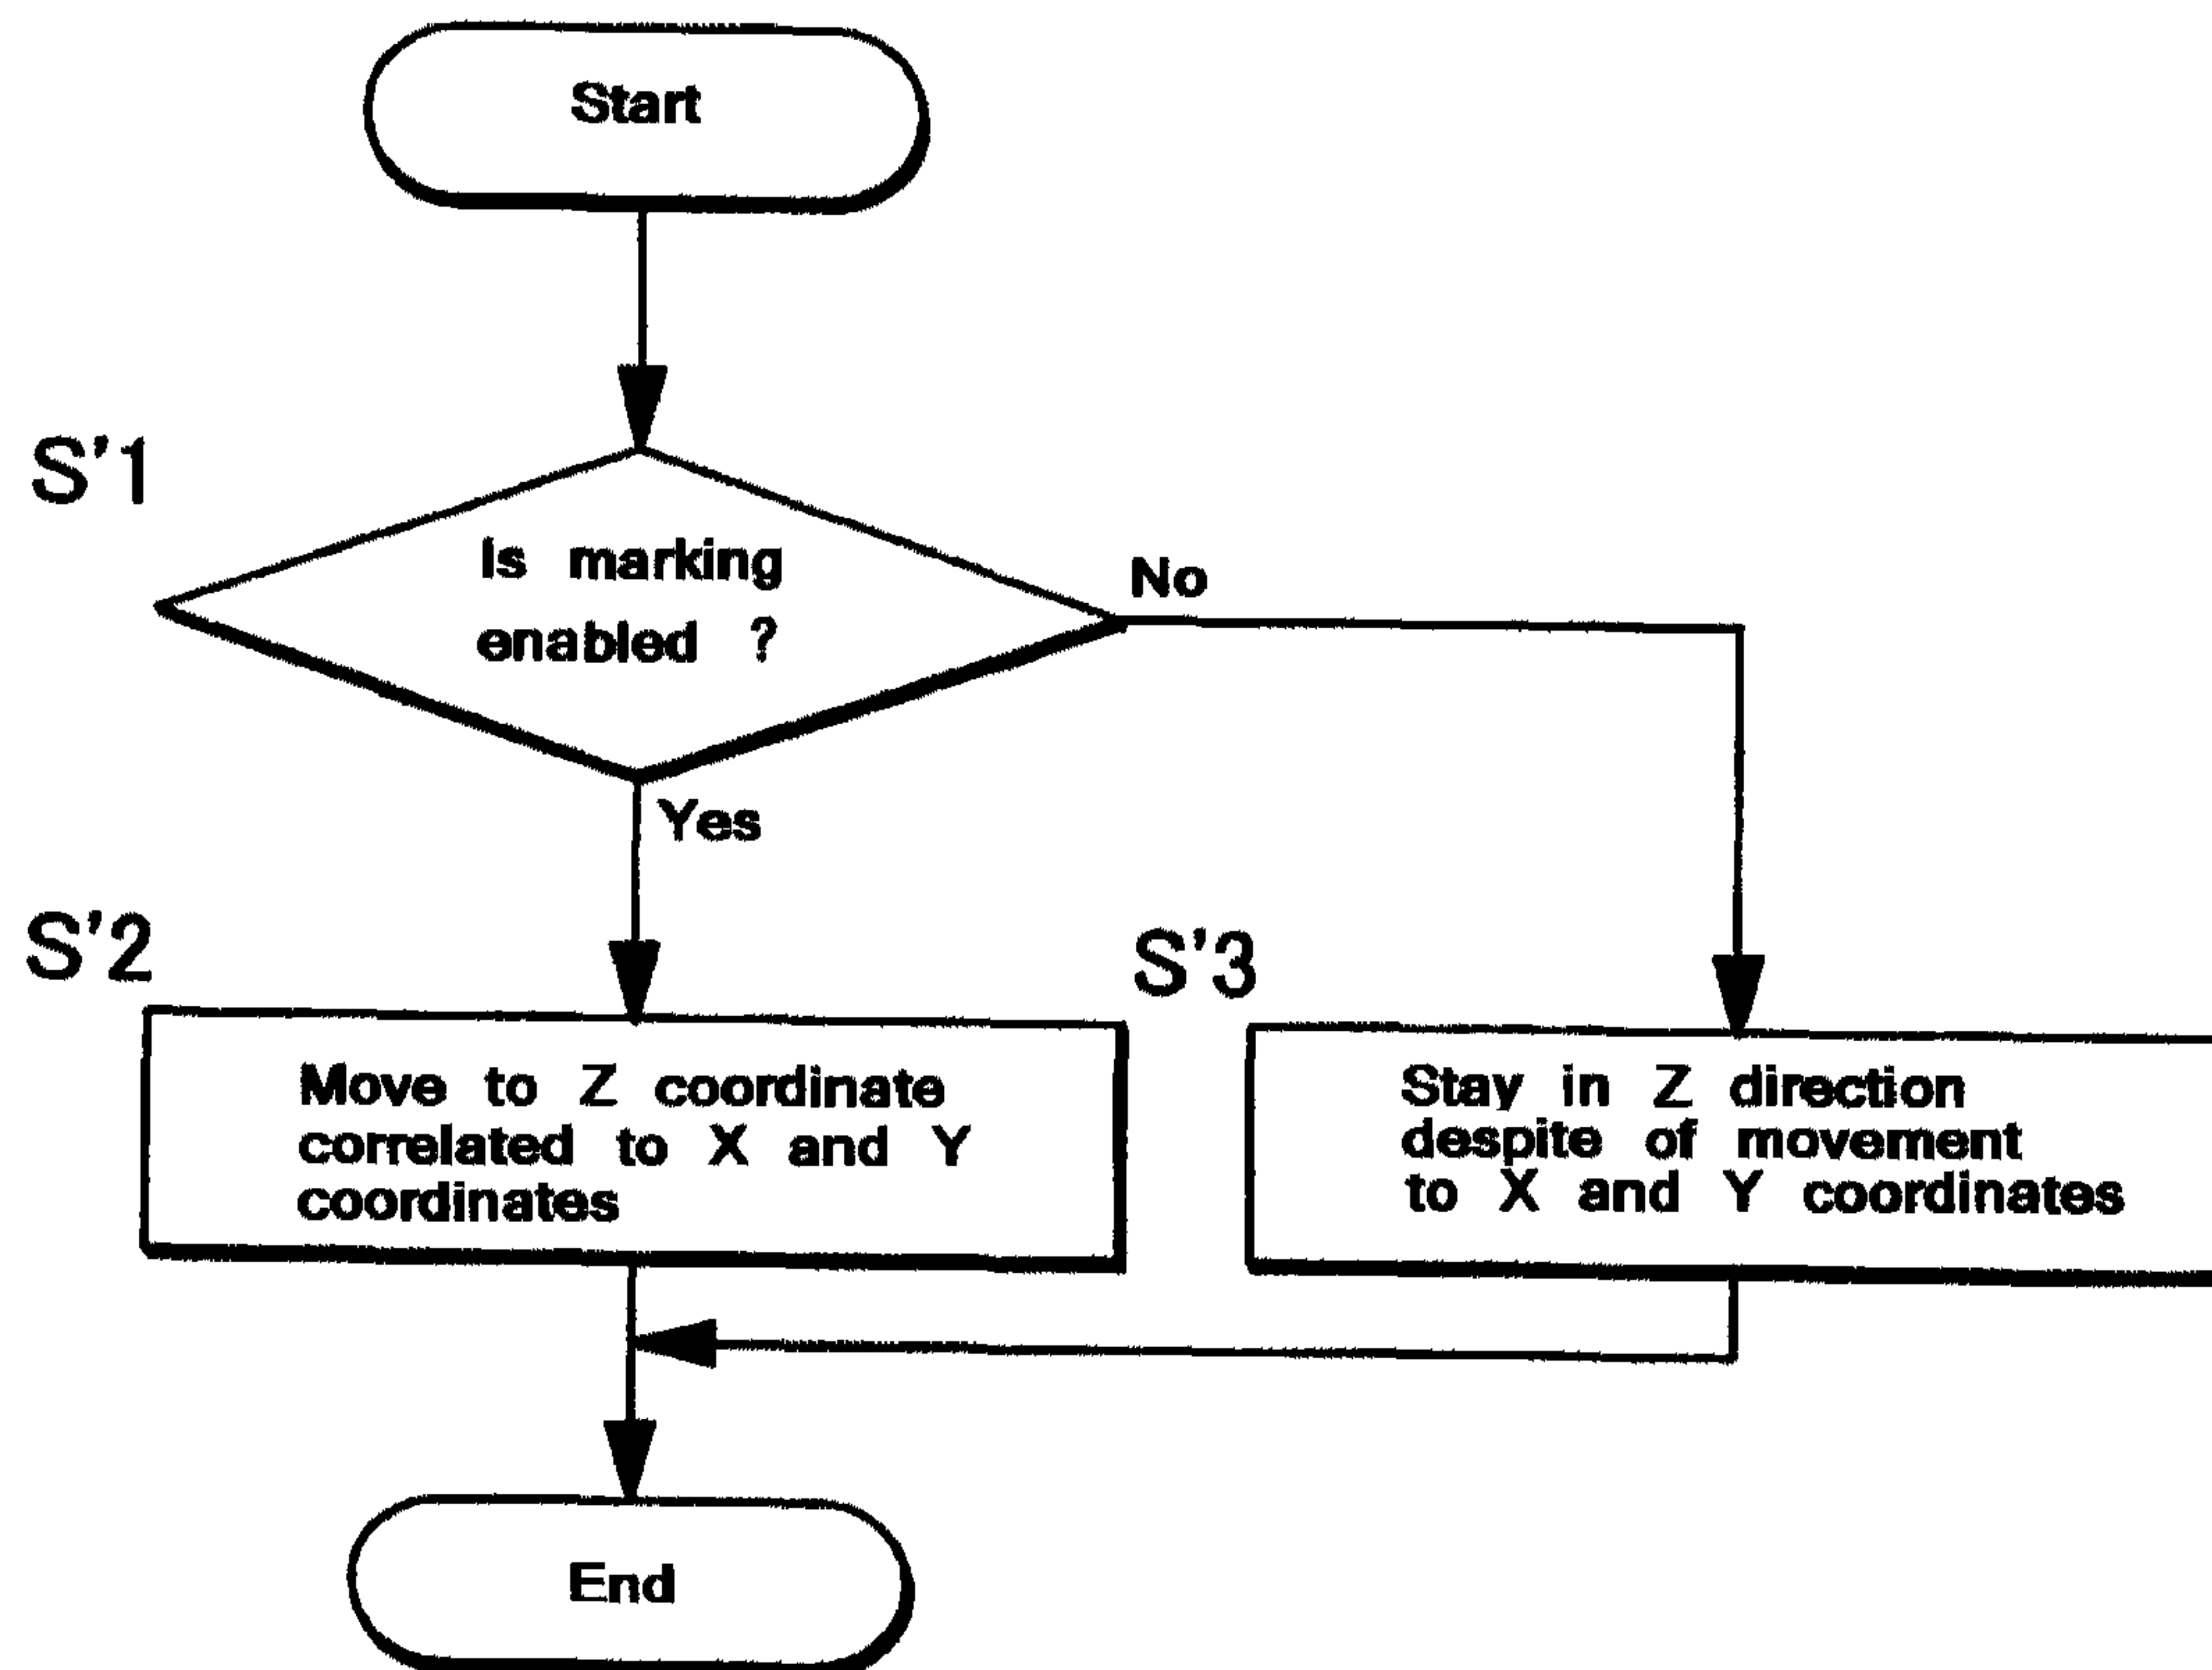 Start
S'1
Is marking
enabled ?
No
Yes
S'2
Move to Z coordinate
correlated to X and Y
coordinates
S'3
Stay in Z direction
despite of movement
to X and Y coordinates
End